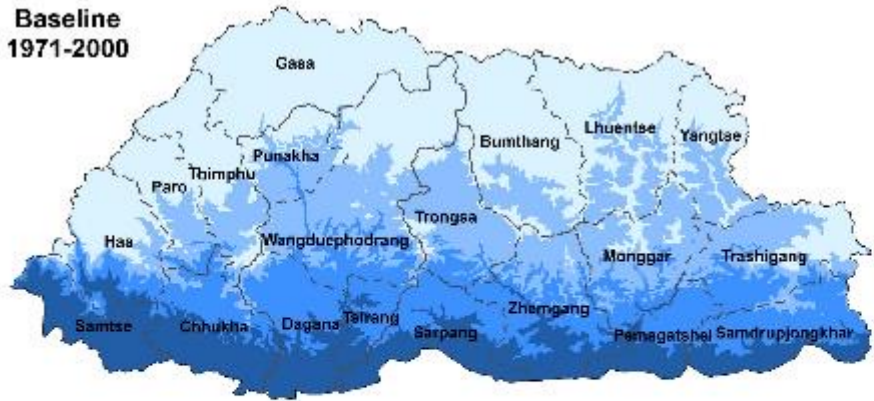 Baseline
1971-2000
Gasa
Lhuentse
Yangtse
Bumthang
Punakha
Thimphu
Paro
Trongsa
Haa
Wangduephodrang
Monggar
Trashigang
Zhemgang
Samtse
Chhukha
Dagana
Tsirang
Sarpang
Pemagatshel
Samdrupjongkhar